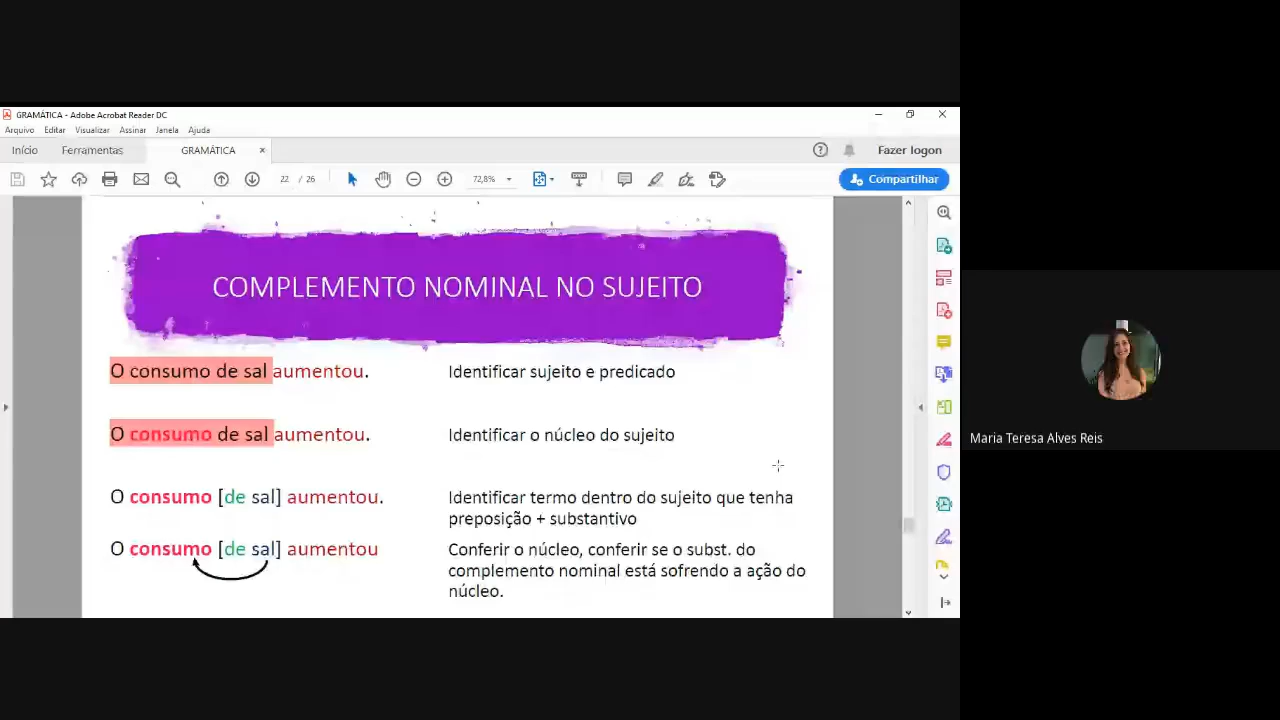 GRAMÁTICA - Adobe Acrobat Reader DC
Arquivo Editar Visualizar Assinar Janela Ajuda
Início Ferramentas GRAMÁTICA × Fazer logon
22 / 26 72,8% Compartilhar
COMPLEMENTO NOMINAL NO SUJEITO
O consumo de sal aumentou. Identificar sujeito e predicado
O consumo de sal aumentou. Identificar o núcleo do sujeito
O consumo [de sal] aumentou. Identificar termo dentro do sujeito que tenha
preposição + substantivo
O consumo [de sal] aumentou Conferir o núcleo, conferir se o subst. do
complemento nominal está sofrendo a ação do
núcleo.
Maria Teresa Alves Reis